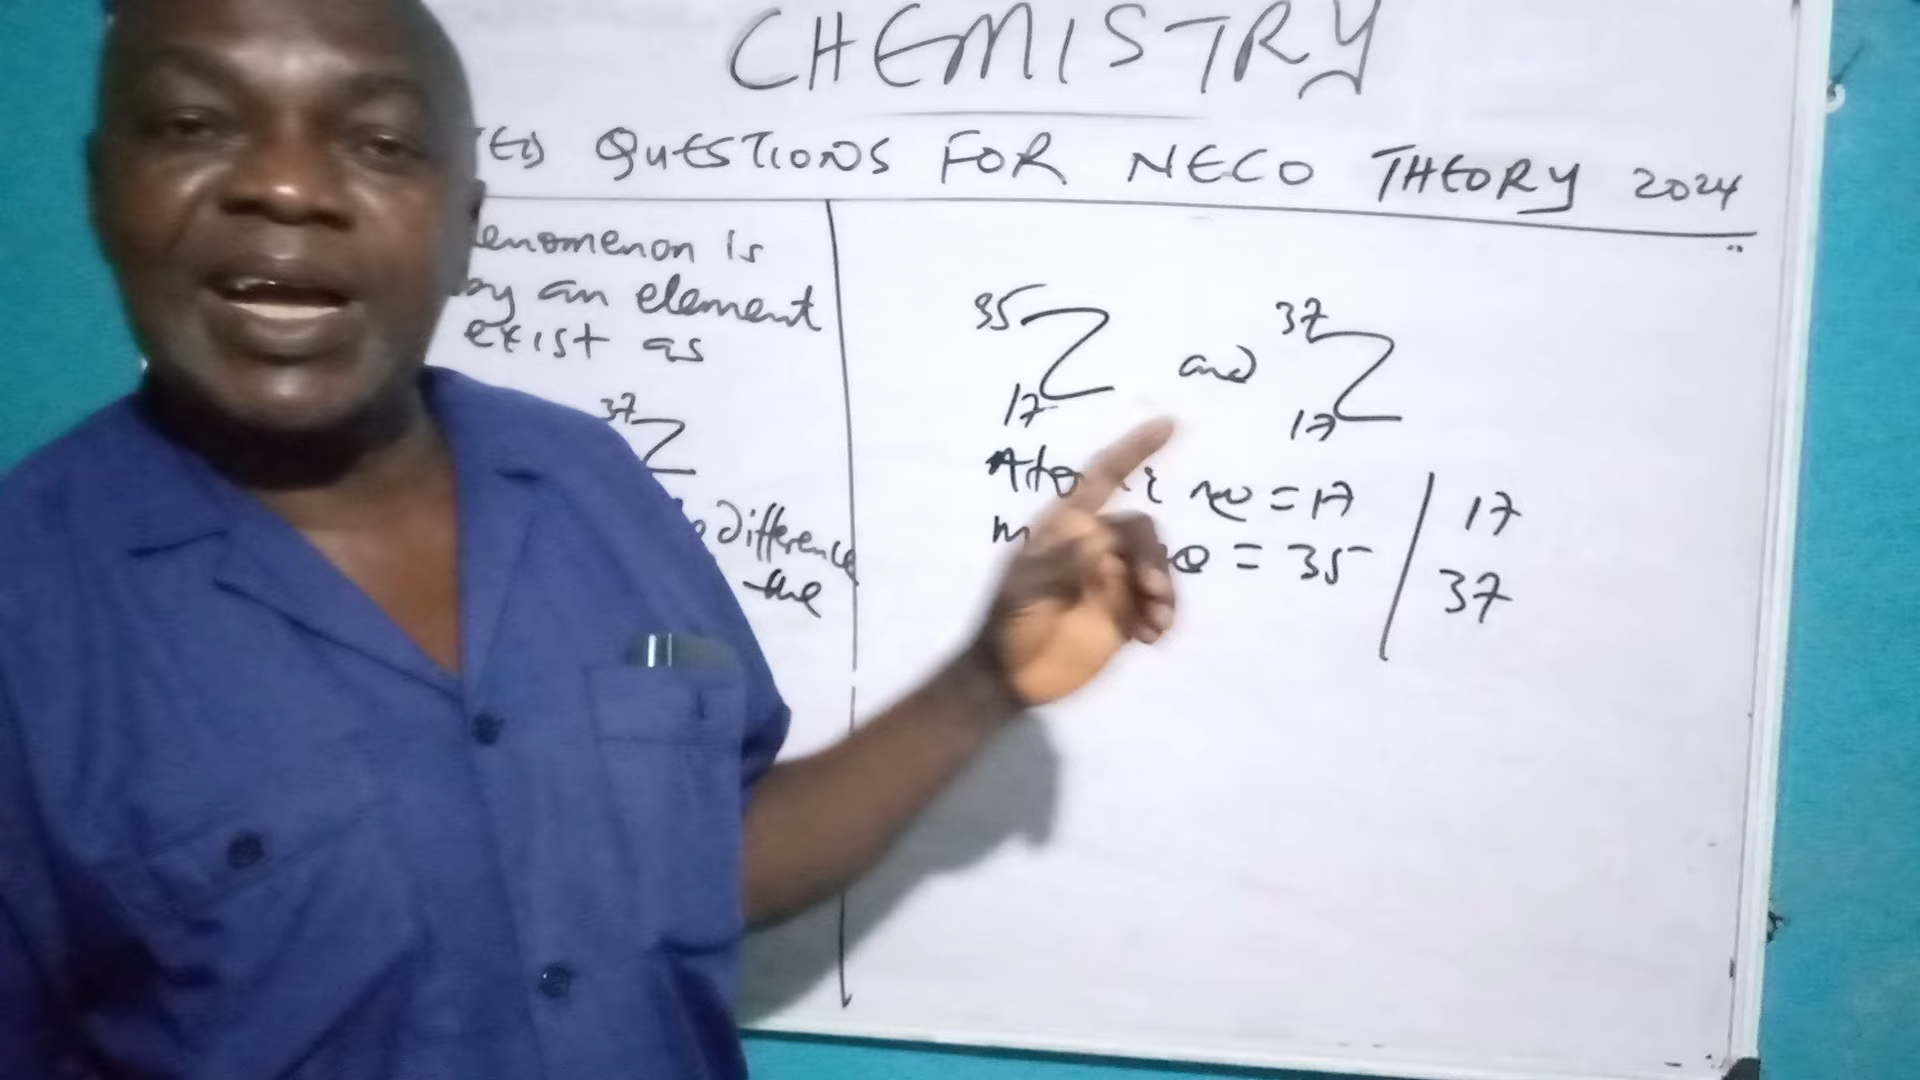 CHEMISTRY
QUESTIONS FOR NECO THEORY 2024
is
by an element
exist as
37
Z
difference
the
35 Z and 37 Z
17 17
no = 17 | 17
= 35 | 37